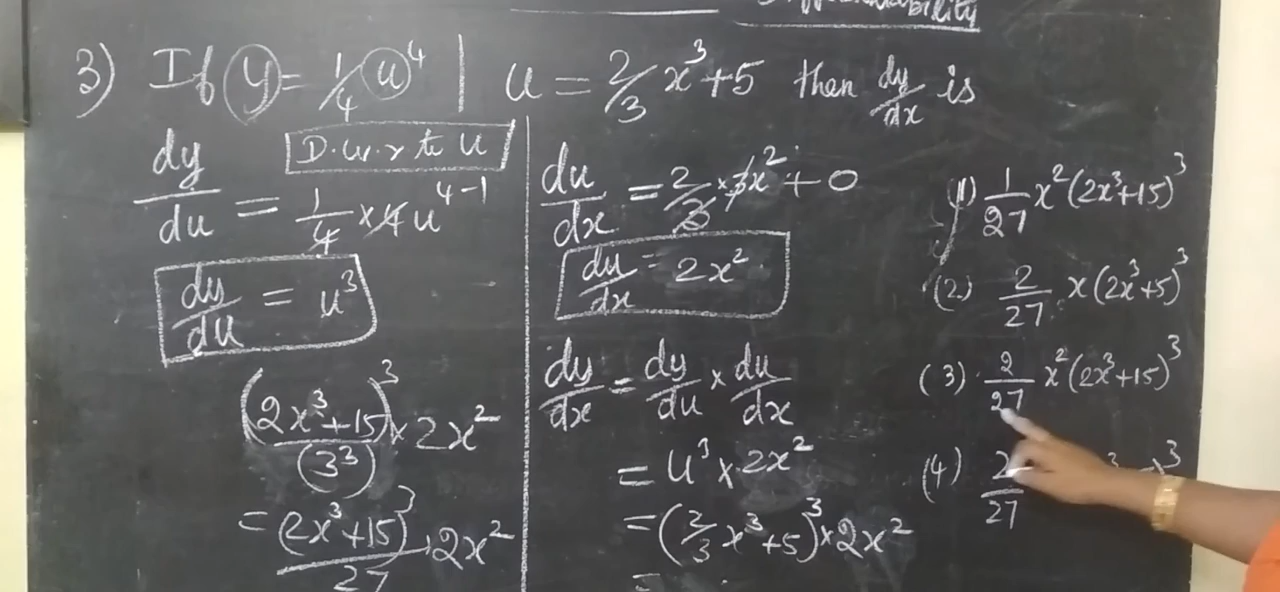 3) If y = 1/4 u^4 | u = 2/3 x^3 + 5 then dy/dx is
D.w.r to u
dy/du = 1/4 × 4 u^(4-1)
dy/du = u^3
(2x^3+15)^3/(3^3) × 2x^2
= (2x^3+15)^3/27 × 2x^2
du/dx = 2/3 × 3x^2 + 0
du/dx = 2x^2
dy/dx = dy/du × du/dx
= u^3 × 2x^2
= (2/3 x^3 + 5)^3 × 2x^2
=
(1) 1/27 x^2 (2x^3+15)^3
(2) 2/27 x (2x^3+5)^3
(3) 2/27 x^2 (2x^3+15)^3
(4) 2/27